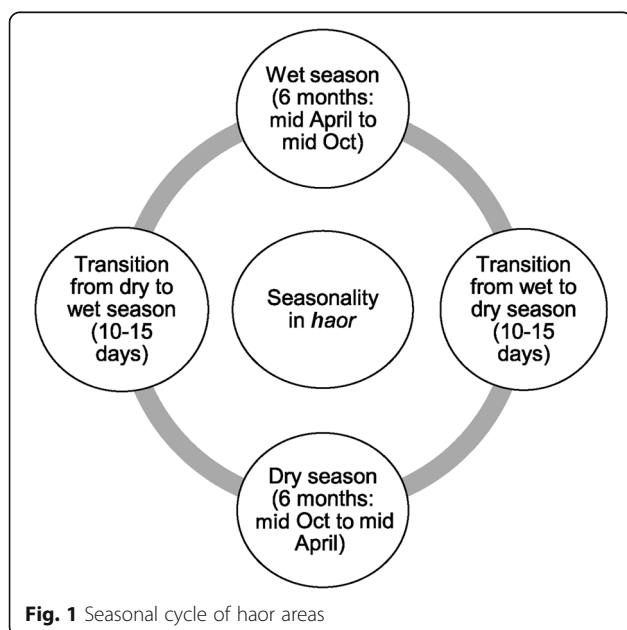 Wet season
(6 months:
mid April to
mid Oct)
Transition
from dry to
wet season
(10-15
days)
Seasonality
in haor
Transition
from wet to
dry season
(10-15
days)
Dry season
(6 months:
mid Oct to mid
April)
Fig. 1 Seasonal cycle of haor areas